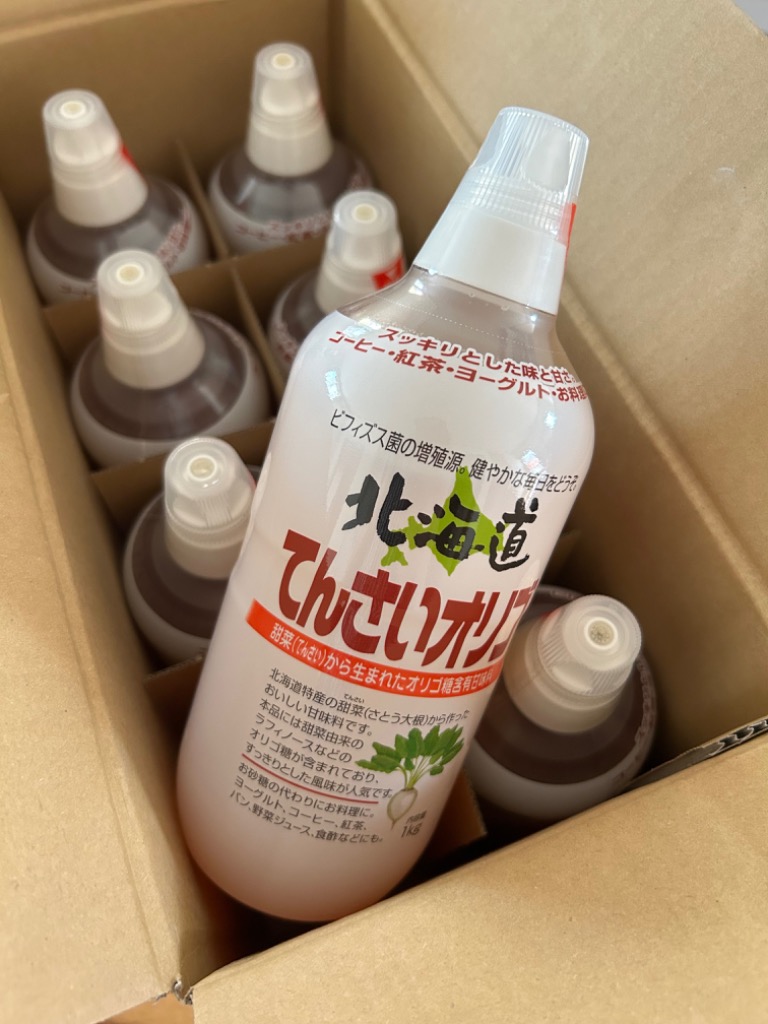 スッキリとした味と甘さ
コーヒー・紅茶・ヨーグルト・お料理
ビフィズス菌の増殖源。健やかな毎日をどうぞ
北海道
てんさいオリゴ
甜菜(てんさい)から生まれたオリゴ糖含有甘味料
てんさい
北海道特産の甜菜(さとう大根)から作った
おいしい甘味料です。
本品には甜菜由来の
ラフィノースなどの
オリゴ糖が含まれており、
すっきりとした風味が人気です。
お砂糖の代わりにお料理に。
ヨーグルト、コーヒー、紅茶、
パン、野菜ジュース、食酢などにも。
内容量
1kg